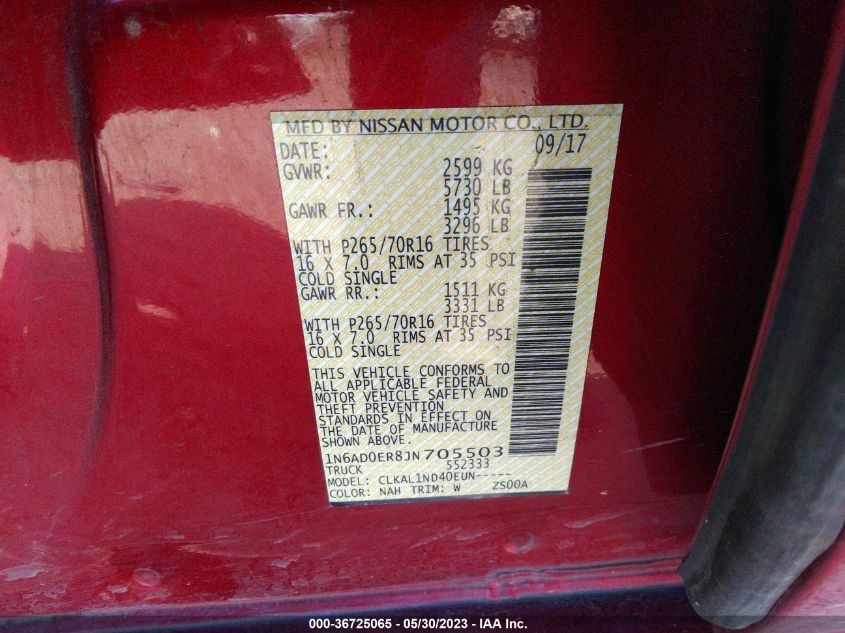 MFD BY NISSAN MOTOR CO., LTD.
DATE: 09/17
GVWR: 2599 KG
5730 LB
GAWR FR.: 1495 KG
3296 LB
WITH P265/70R16 TIRES
16 X 7.0 RIMS AT 35 PSI
COLD SINGLE
GAWR RR.: 1511 KG
3331 LB
WITH P265/70R16 TIRES
16 X 7.0 RIMS AT 35 PSI
COLD SINGLE
THIS VEHICLE CONFORMS TO
ALL APPLICABLE FEDERAL
MOTOR VEHICLE SAFETY AND
THEFT PREVENTION
STANDARDS IN EFFECT ON
THE DATE OF MANUFACTURE
SHOWN ABOVE.
1N6AD0ER8JN705503
TRUCK 552333
MODEL: CLKAL1ND40EUN-----
COLOR: NAH TRIM: W ZS00A
000-36725065 / 05/30/2023 - IAA Inc.